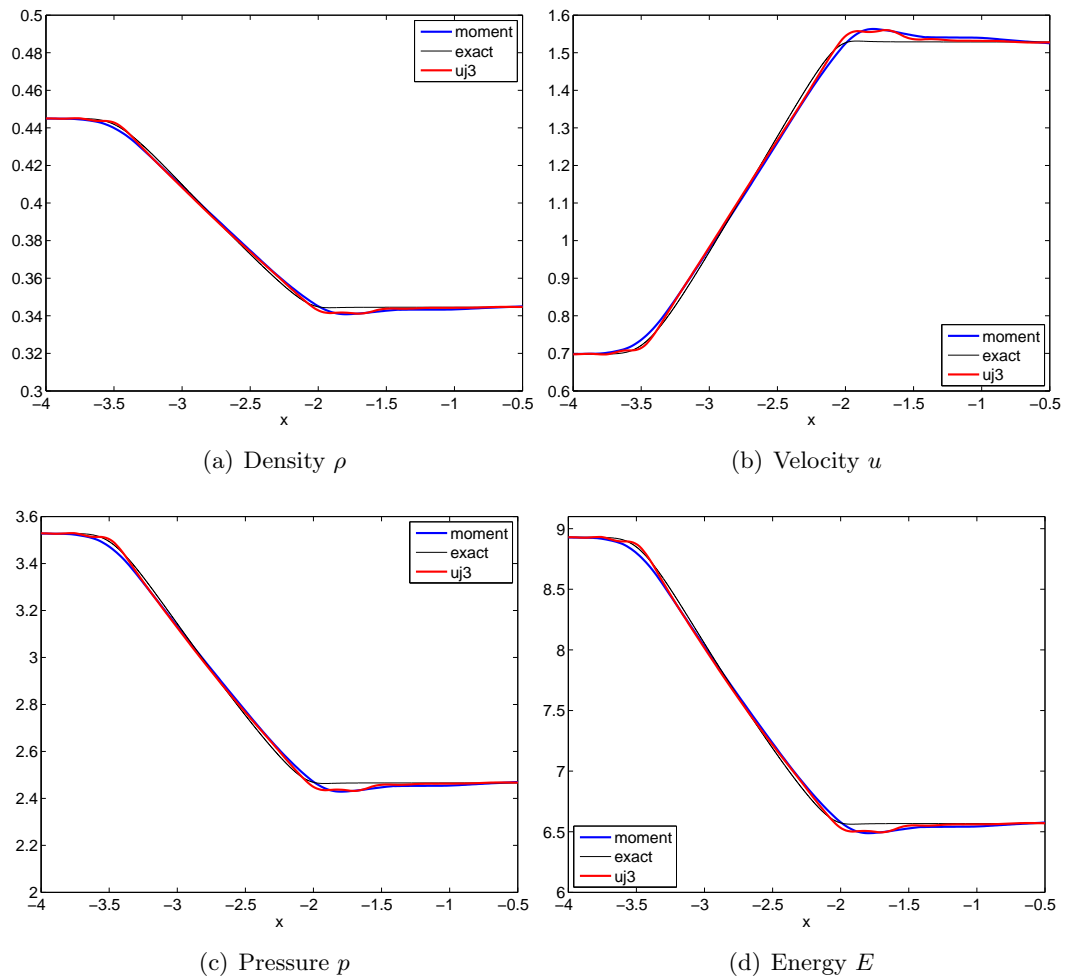 0.5
0.48
0.46
0.44
0.42
0.4
0.38
0.36
0.34
0.32
0.3
−4 −3.5 −3 −2.5 −2 −1.5 −1 −0.5
x
moment
exact
uj3
(a) Density ρ
1.6
1.5
1.4
1.3
1.2
1.1
1
0.9
0.8
0.7
0.6
−4 −3.5 −3 −2.5 −2 −1.5 −1 −0.5
x
moment
exact
uj3
(b) Velocity u
3.6
3.4
3.2
3
2.8
2.6
2.4
2.2
2
−4 −3.5 −3 −2.5 −2 −1.5 −1 −0.5
x
moment
exact
uj3
(c) Pressure p
9
8.5
8
7.5
7
6.5
6
−4 −3.5 −3 −2.5 −2 −1.5 −1 −0.5
x
moment
exact
uj3
(d) Energy E